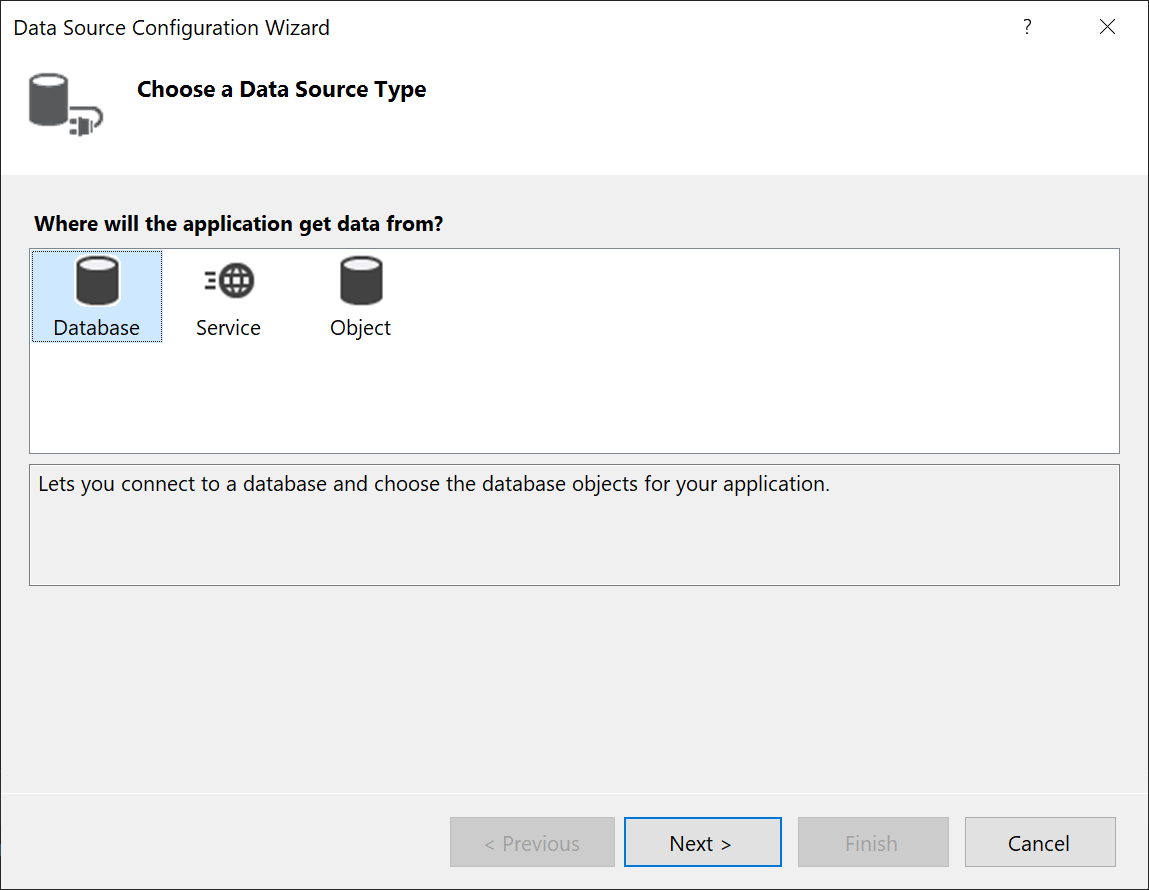 Data Source Configuration Wizard
?
Choose a Data Source Type
Where will the application get data from?
Database Service Object
Lets you connect to a database and choose the database objects for your application.
< Previous Next > Finish Cancel